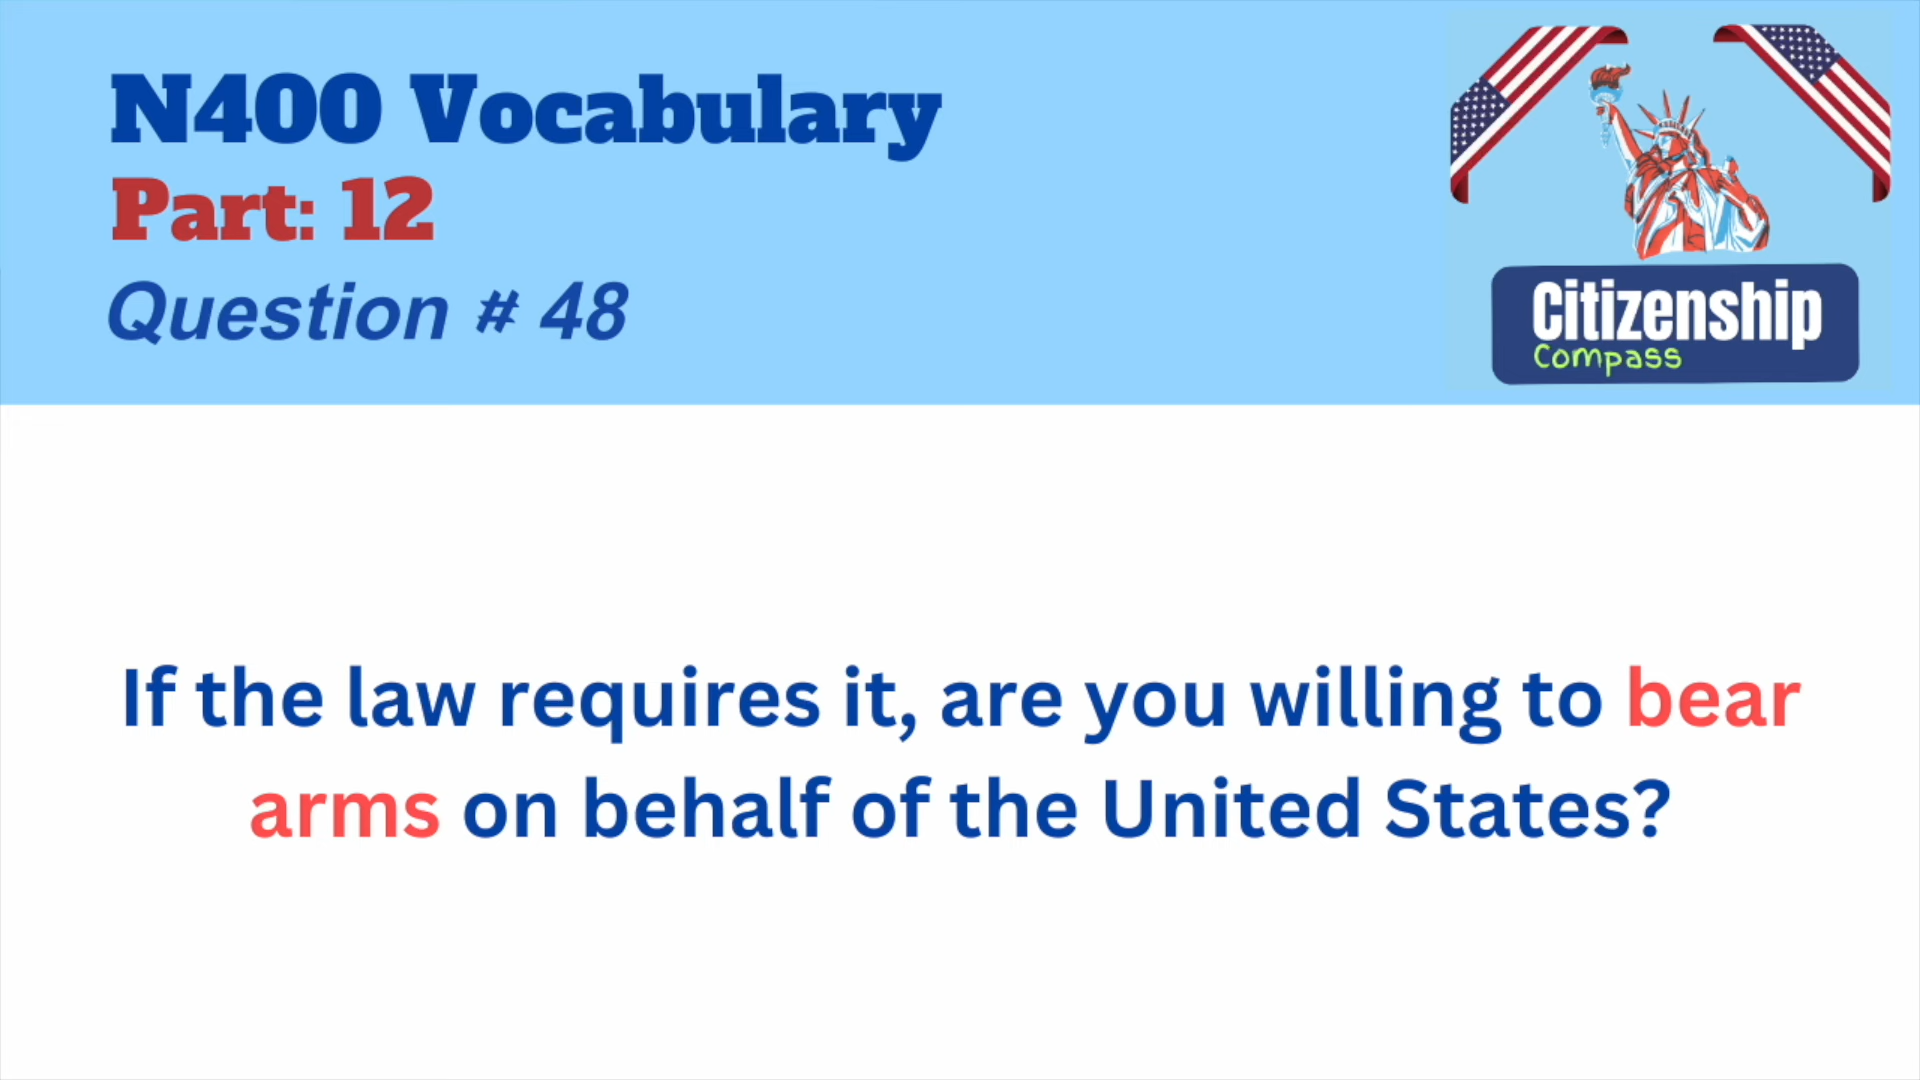 N400 Vocabulary
Part: 12
Question # 48
Citizenship
Compass
If the law requires it, are you willing to bear
arms on behalf of the United States?